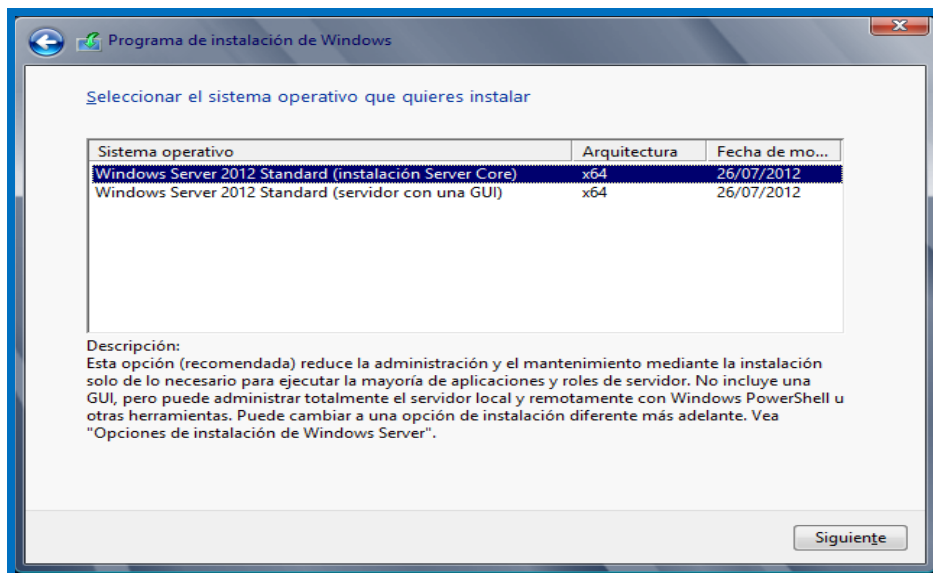 Programa de instalación de Windows
Seleccionar el sistema operativo que quieres instalar
Sistema operativo Arquitectura Fecha de mo...
Windows Server 2012 Standard (instalación Server Core) x64 26/07/2012
Windows Server 2012 Standard (servidor con una GUI) x64 26/07/2012
Descripción:
Esta opción (recomendada) reduce la administración y el mantenimiento mediante la instalación
solo de lo necesario para ejecutar la mayoría de aplicaciones y roles de servidor. No incluye una
GUI, pero puede administrar totalmente el servidor local y remotamente con Windows PowerShell u
otras herramientas. Puede cambiar a una opción de instalación diferente más adelante. Vea
"Opciones de instalación de Windows Server".
Siguiente